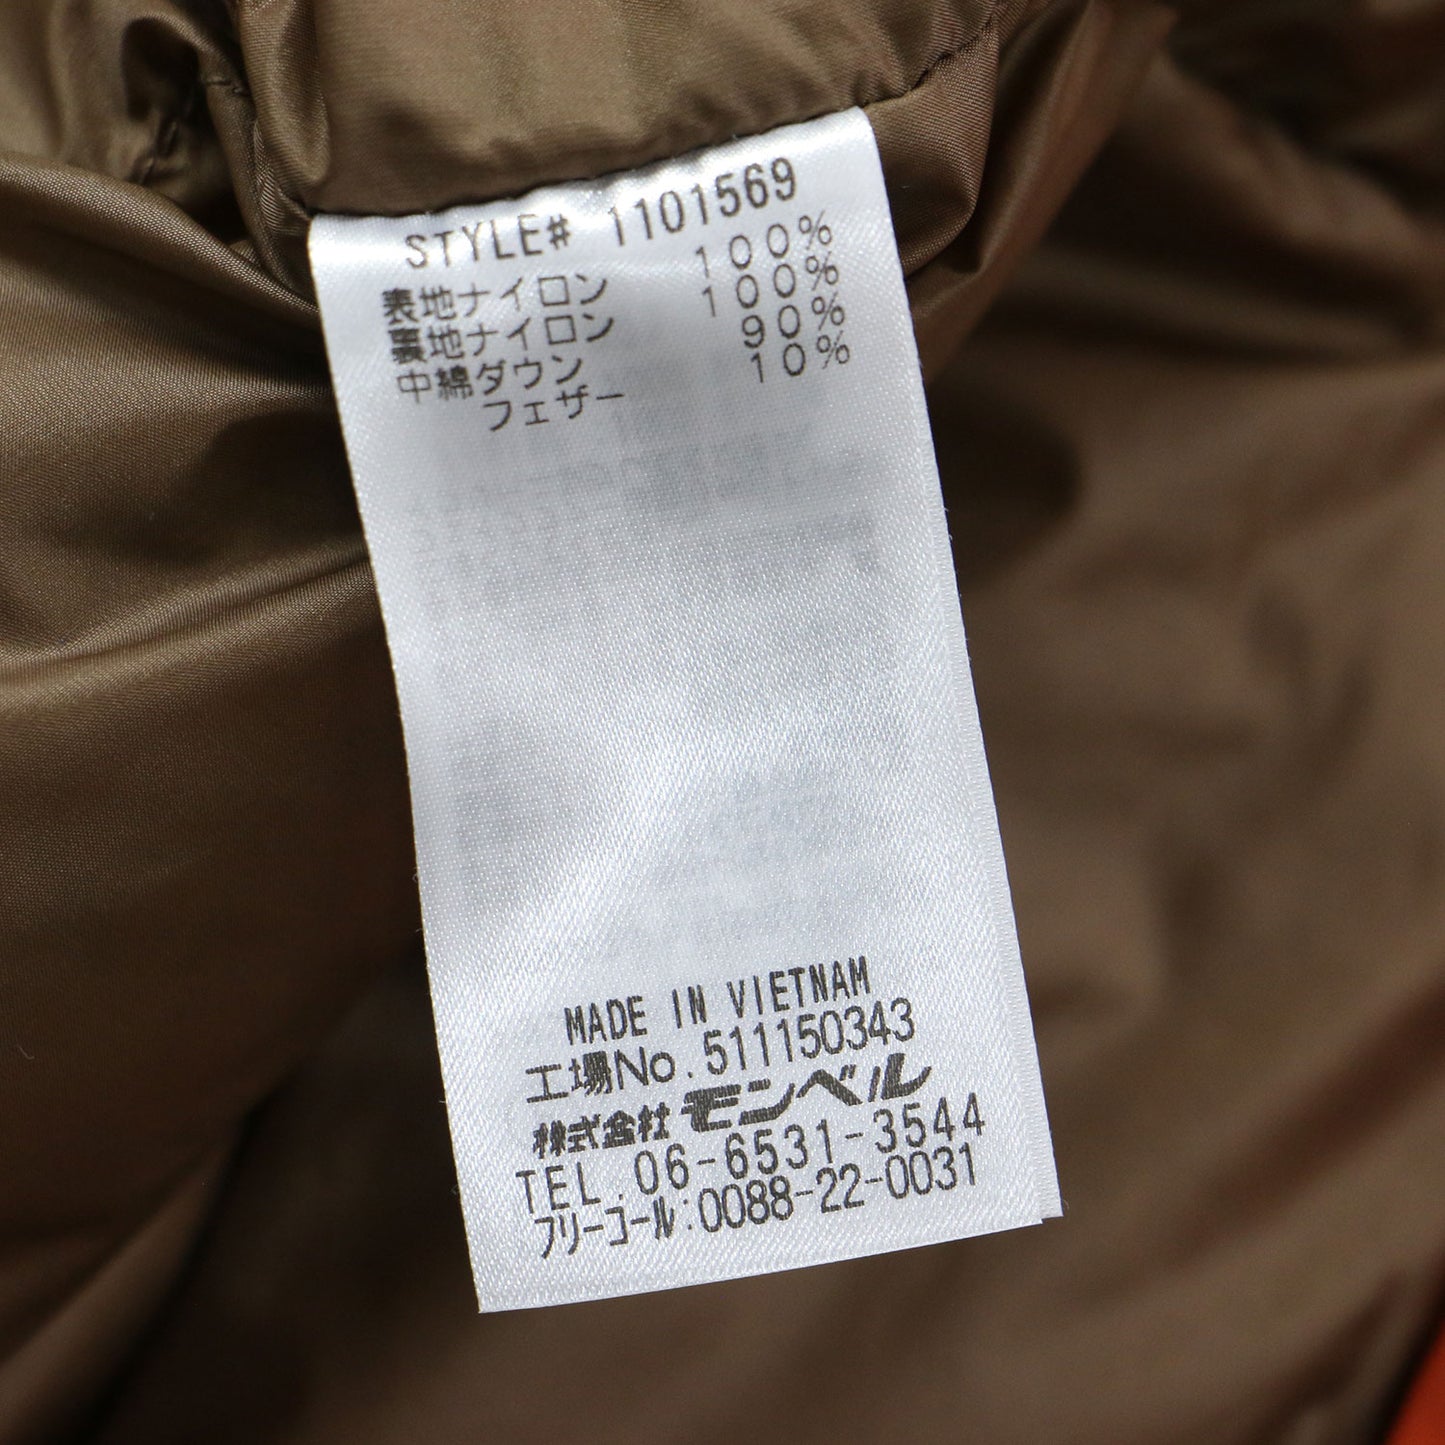 STYLE# 1101569
表地ナイロン 100%
裏地ナイロン 100%
中綿ダウン 90%
フェザー 10%
MADE IN VIETNAM
工場No.511150343
株式会社モンベル
TEL.06-6531-3544
フリーコール:0088-22-0031